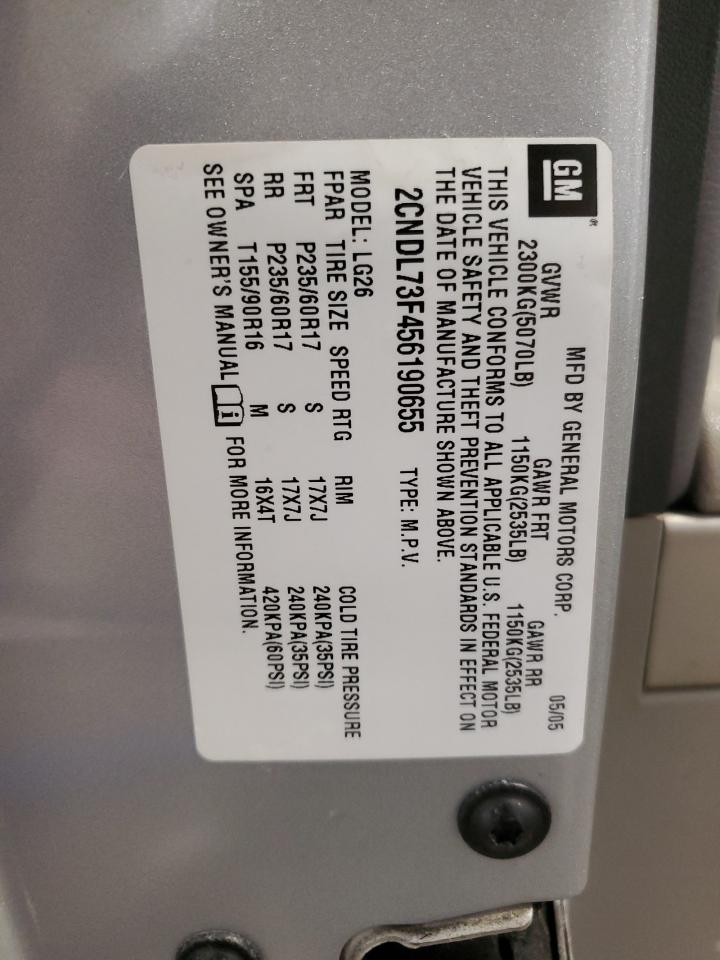 GM®
MFD BY GENERAL MOTORS CORP. 05/05
GVWR GAWR FRT GAWR RR
2300KG(5070LB) 1150KG(2535LB) 1150KG(2535LB)
THIS VEHICLE CONFORMS TO ALL APPLICABLE U.S. FEDERAL MOTOR
VEHICLE SAFETY AND THEFT PREVENTION STANDARDS IN EFFECT ON
THE DATE OF MANUFACTURE SHOWN ABOVE.
2CNDL73F456190655 TYPE: M.P.V.
MODEL: LG26
FPAR TIRE SIZE SPEED RTG RIM COLD TIRE PRESSURE
FRT P235/60R17 S 17X7J 240KPA(35PSI)
RR P235/60R17 S 17X7J 240KPA(35PSI)
SPA T155/90R16 M 16X4T 420KPA(60PSI)
SEE OWNER'S MANUAL i FOR MORE INFORMATION.